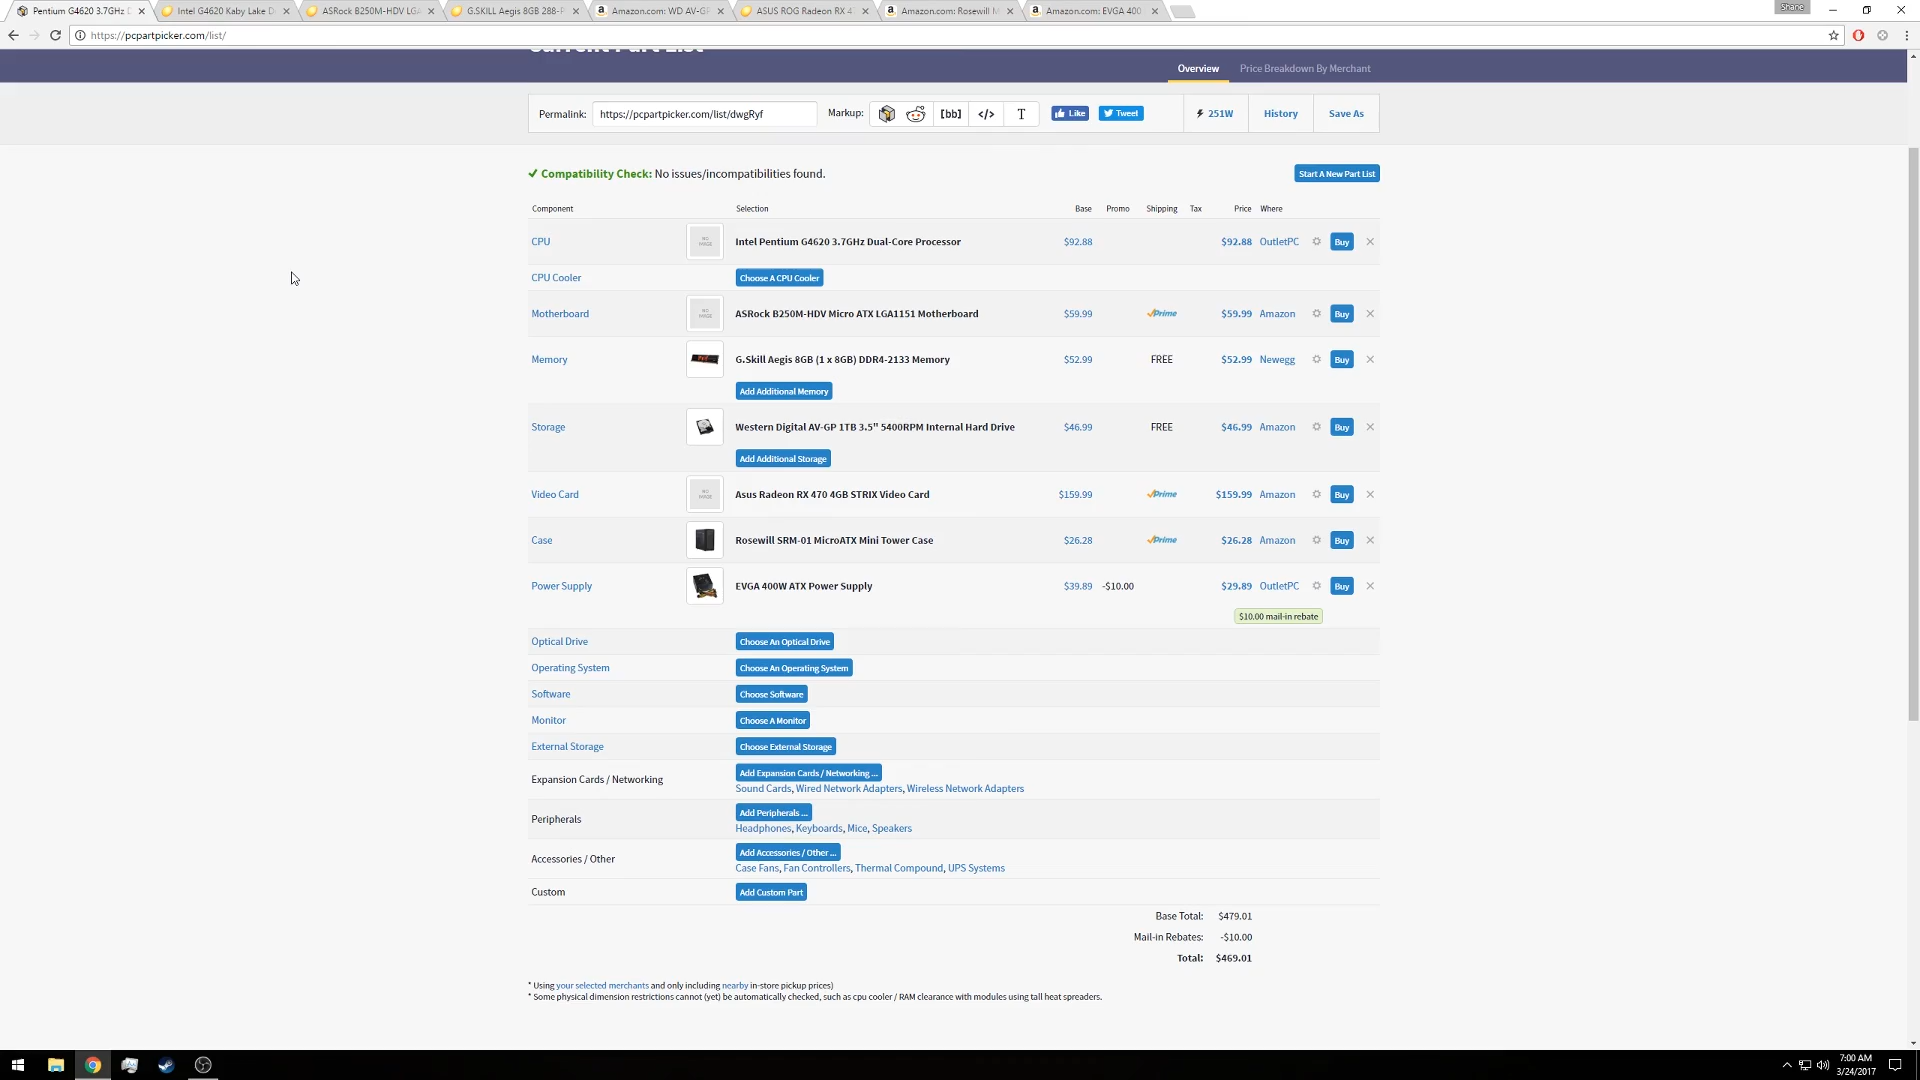 Pentium G4620 3.7GHz D
Intel G4620 Kaby Lake D
ASRock B250M-HDV LGA
G.SKILL Aegis 8GB 288-P
Amazon.com: WD AV-GP
ASUS ROG Radeon RX 4
Amazon.com: Rosewill M
Amazon.com: EVGA 400
Shane
https://pcpartpicker.com/list/
Current Part List
Overview
Price Breakdown By Merchant
Permalink: https://pcpartpicker.com/list/dwgRyf Markup: [bb] </> T Like Tweet 251W History Save As
Compatibility Check: No issues/incompatibilities found.
Start A New Part List
Component Selection Base Promo Shipping Tax Price Where
CPU NO IMAGE Intel Pentium G4620 3.7GHz Dual-Core Processor $92.88 $92.88 OutletPC Buy
CPU Cooler Choose A CPU Cooler
Motherboard NO IMAGE ASRock B250M-HDV Micro ATX LGA1151 Motherboard $59.99 Prime $59.99 Amazon Buy
Memory G.Skill Aegis 8GB (1 x 8GB) DDR4-2133 Memory $52.99 FREE $52.99 Newegg Buy
Add Additional Memory
Storage Western Digital AV-GP 1TB 3.5" 5400RPM Internal Hard Drive $46.99 FREE $46.99 Amazon Buy
Add Additional Storage
Video Card NO IMAGE Asus Radeon RX 470 4GB STRIX Video Card $159.99 Prime $159.99 Amazon Buy
Case Rosewill SRM-01 MicroATX Mini Tower Case $26.28 Prime $26.28 Amazon Buy
Power Supply EVGA 400W ATX Power Supply $39.89 -$10.00 $29.89 OutletPC Buy
$10.00 mail-in rebate
Optical Drive Choose An Optical Drive
Operating System Choose An Operating System
Software Choose Software
Monitor Choose A Monitor
External Storage Choose External Storage
Expansion Cards / Networking Add Expansion Cards / Networking ...
Sound Cards, Wired Network Adapters, Wireless Network Adapters
Peripherals Add Peripherals ...
Headphones, Keyboards, Mice, Speakers
Accessories / Other Add Accessories / Other ...
Case Fans, Fan Controllers, Thermal Compound, UPS Systems
Custom Add Custom Part
Base Total: $479.01
Mail-in Rebates: -$10.00
Total: $469.01
* Using your selected merchants and only including nearby in-store pickup prices)
* Some physical dimension restrictions cannot (yet) be automatically checked, such as cpu cooler / RAM clearance with modules using tall heat spreaders.
7:00 AM
3/24/2017